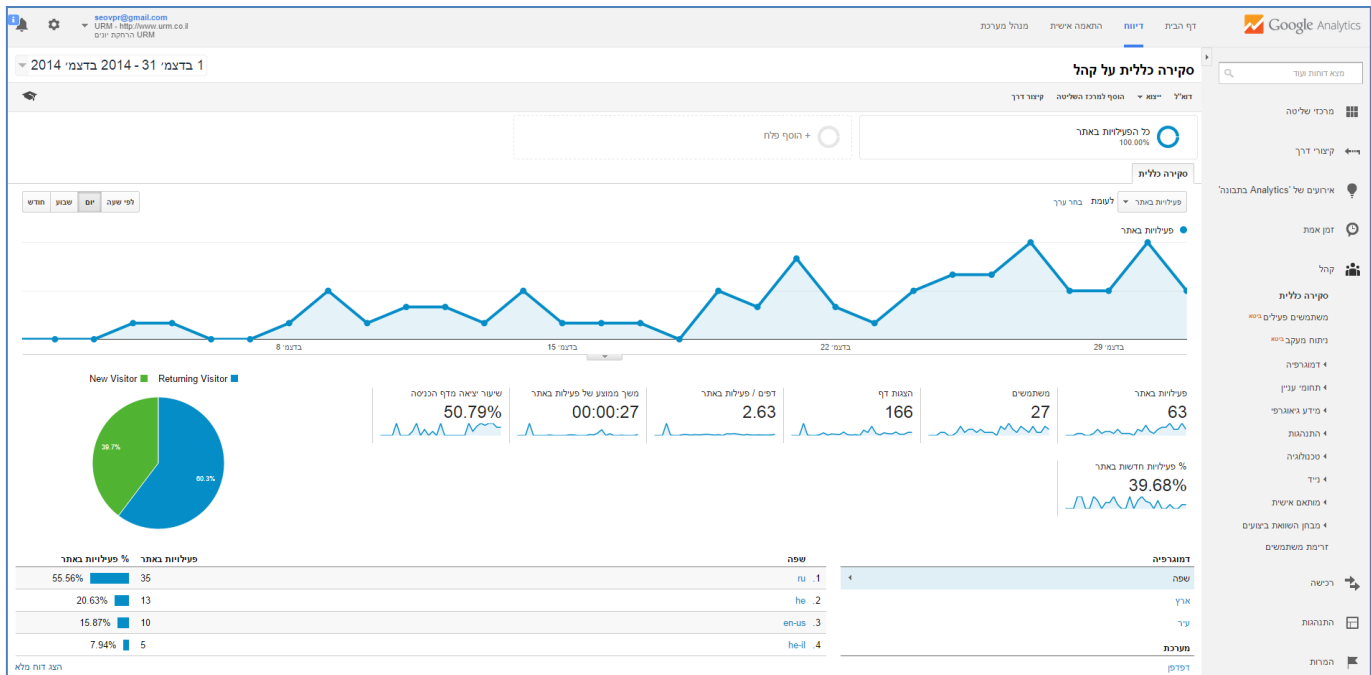 Google Analytics
דף הבית
דיווח
התאמה אישית
מנהל מערכת
seovpr@gmail.com
URM - http://www.urm.co.il
URM הרחקת יונים
מצא דוחות ועוד
מרכזי שליטה
קיצורי דרך
אירועים של 'Analytics בתבונה'
זמן אמת
קהל
סקירה כללית
משתמשים פעילים ביטא
ניתוח מעקב ביטא
דמוגרפיה
תחומי עניין
מידע גיאוגרפי
התנהגות
טכנולוגיה
נייד
מותאם אישית
מבחן השוואת ביצועים
זרימת משתמשים
רכישה
התנהגות
המרות
סקירה כללית על קהל
1 בדצמ׳ 2014 - 31 בדצמ׳ 2014
דוא"ל
ייצוא
הוסף למרכז השליטה
קיצור דרך
כל הפעילויות באתר
100.00%
+ הוסף פלח
סקירה כללית
פעילויות באתר
לעומת
בחר ערך
לפי שעה
יום
שבוע
חודש
פעילויות באתר
8 בדצמ׳
15 בדצמ׳
22 בדצמ׳
29 בדצמ׳
פעילויות באתר
63
משתמשים
27
הצגות דף
166
דפים / פעילות באתר
2.63
משך ממוצע של פעילות באתר
00:00:27
שיעור יציאה מדף הכניסה
50.79%
% פעילויות חדשות באתר
39.68%
New Visitor
Returning Visitor
39.7%
60.3%
דמוגרפיה
שפה
ארץ
עיר
מערכת
דפדפן
שפה
פעילויות באתר
% פעילויות באתר
1. ru 35 55.56%
2. he 13 20.63%
3. en-us 10 15.87%
4. he-il 5 7.94%
הצג דוח מלא